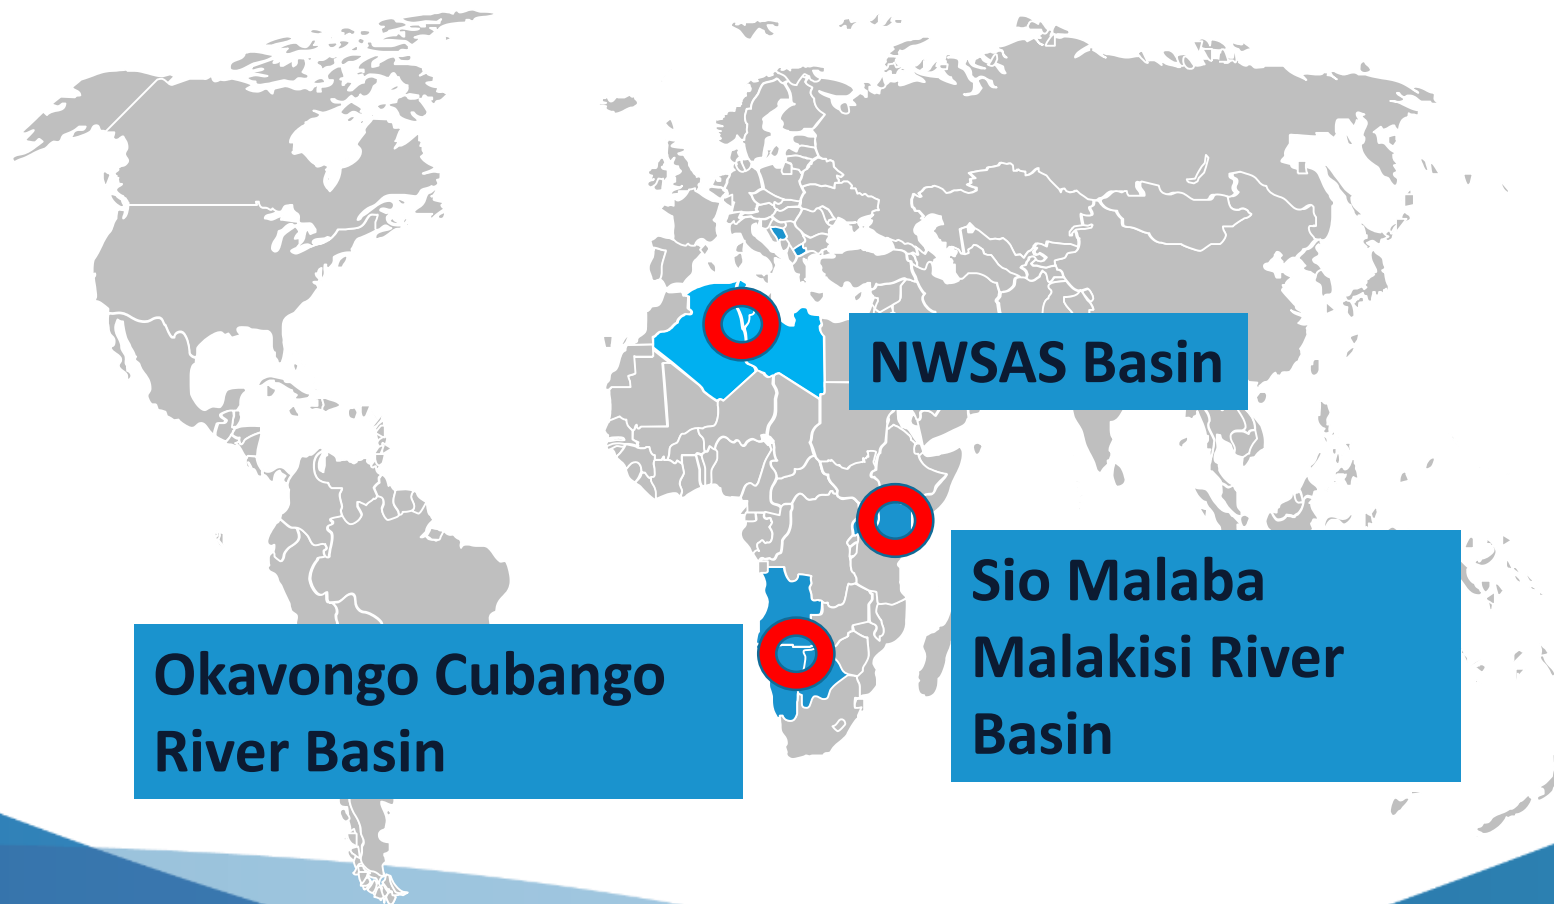 NWSAS Basin
Sio Malaba
Malakisi River
Basin
Okavongo Cubango
River Basin